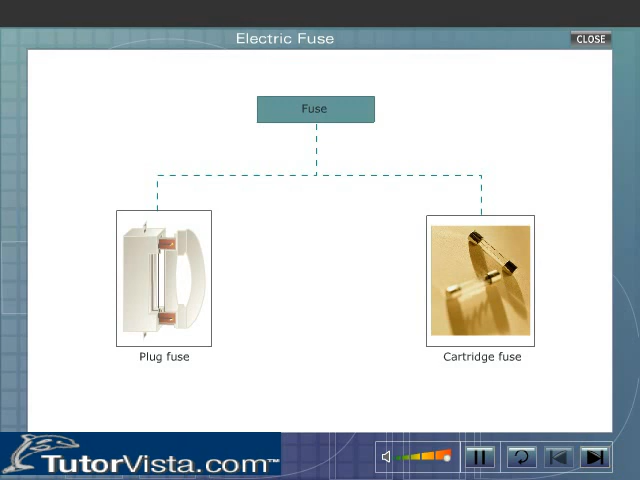 Electric Fuse
CLOSE
Fuse
Plug fuse
Cartridge fuse
TutorVista.com™